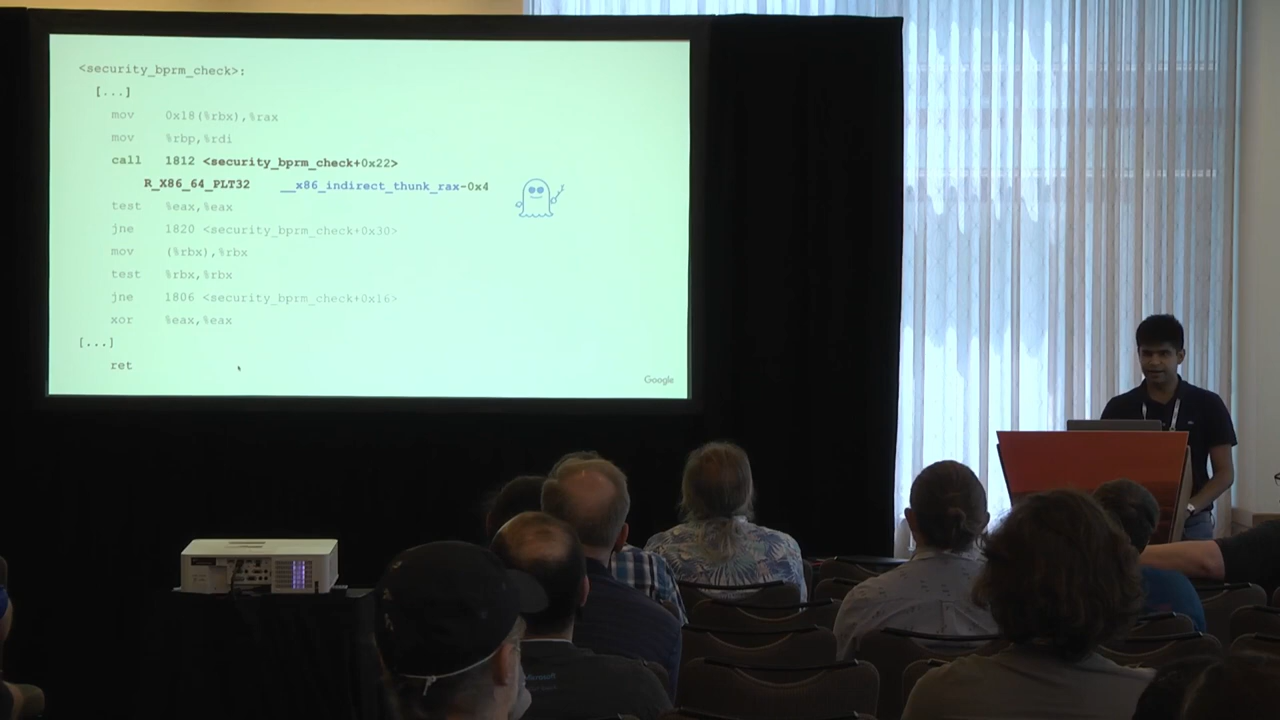 <security_bprm_check>:
[...]
mov 0x18(%rbx),%rax
mov %rbp,%rdi
call 1812 <security_bprm_check+0x22>
R_X86_64_PLT32 __x86_indirect_thunk_rax-0x4
test %eax,%eax
jne 1820 <security_bprm_check+0x30>
mov (%rbx),%rbx
test %rbx,%rbx
jne 1806 <security_bprm_check+0x16>
xor %eax,%eax
[...]
ret
Google
Microsoft